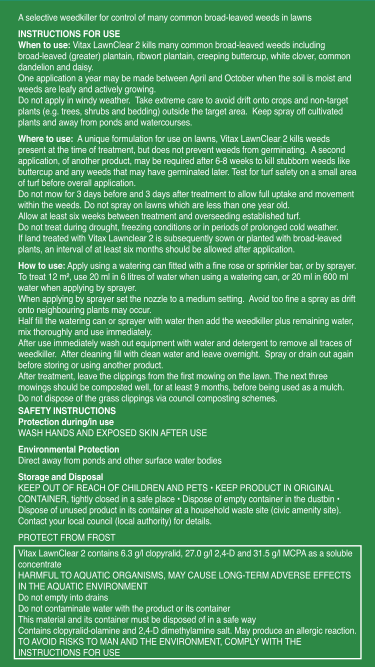 A selective weedkiller for control of many common broad-leaved weeds in lawns
INSTRUCTIONS FOR USE
When to use: Vitax LawnClear 2 kills many common broad-leaved weeds including
broad-leaved (greater) plantain, ribwort plantain, creeping buttercup, white clover, common
dandelion and daisy.
One application a year may be made between April and October when the soil is moist and
weeds are leafy and actively growing.
Do not apply in windy weather. Take extreme care to avoid drift onto crops and non-target
plants (e.g. trees, shrubs and bedding) outside the target area. Keep spray off cultivated
plants and away from ponds and watercourses.
Where to use: A unique formulation for use on lawns, Vitax LawnClear 2 kills weeds
present at the time of treatment, but does not prevent weeds from germinating. A second
application, of another product, may be required after 6-8 weeks to kill stubborn weeds like
buttercup and any weeds that may have germinated later. Test for turf safety on a small area
of turf before overall application.
Do not mow for 3 days before and 3 days after treatment to allow full uptake and movement
within the weeds. Do not spray on lawns which are less than one year old.
Allow at least six weeks between treatment and overseeding established turf.
Do not treat during drought, freezing conditions or in periods of prolonged cold weather.
If land treated with Vitax Lawnclear 2 is subsequently sown or planted with broad-leaved
plants, an interval of at least six months should be allowed after application.
How to use: Apply using a watering can fitted with a fine rose or sprinkler bar, or by sprayer.
To treat 12 m², use 20 ml in 6 litres of water when using a watering can, or 20 ml in 600 ml
water when applying by sprayer.
When applying by sprayer set the nozzle to a medium setting. Avoid too fine a spray as drift
onto neighbouring plants may occur.
Half fill the watering can or sprayer with water then add the weedkiller plus remaining water,
mix thoroughly and use immediately.
After use immediately wash out equipment with water and detergent to remove all traces of
weedkiller. After cleaning fill with clean water and leave overnight. Spray or drain out again
before storing or using another product.
After treatment, leave the clippings from the first mowing on the lawn. The next three
mowings should be composted well, for at least 9 months, before being used as a mulch.
Do not dispose of the grass clippings via council composting schemes.
SAFETY INSTRUCTIONS
Protection during/in use
WASH HANDS AND EXPOSED SKIN AFTER USE
Environmental Protection
Direct away from ponds and other surface water bodies
Storage and Disposal
KEEP OUT OF REACH OF CHILDREN AND PETS • KEEP PRODUCT IN ORIGINAL
CONTAINER, tightly closed in a safe place • Dispose of empty container in the dustbin •
Dispose of unused product in its container at a household waste site (civic amenity site).
Contact your local council (local authority) for details.
PROTECT FROM FROST
Vitax LawnClear 2 contains 6.3 g/l clopyralid, 27.0 g/l 2,4-D and 31.5 g/l MCPA as a soluble
concentrate
HARMFUL TO AQUATIC ORGANISMS, MAY CAUSE LONG-TERM ADVERSE EFFECTS
IN THE AQUATIC ENVIRONMENT
Do not empty into drains
Do not contaminate water with the product or its container
This material and its container must be disposed of in a safe way
Contains clopyralid-olamine and 2,4-D dimethylamine salt. May produce an allergic reaction.
TO AVOID RISKS TO MAN AND THE ENVIRONMENT, COMPLY WITH THE
INSTRUCTIONS FOR USE